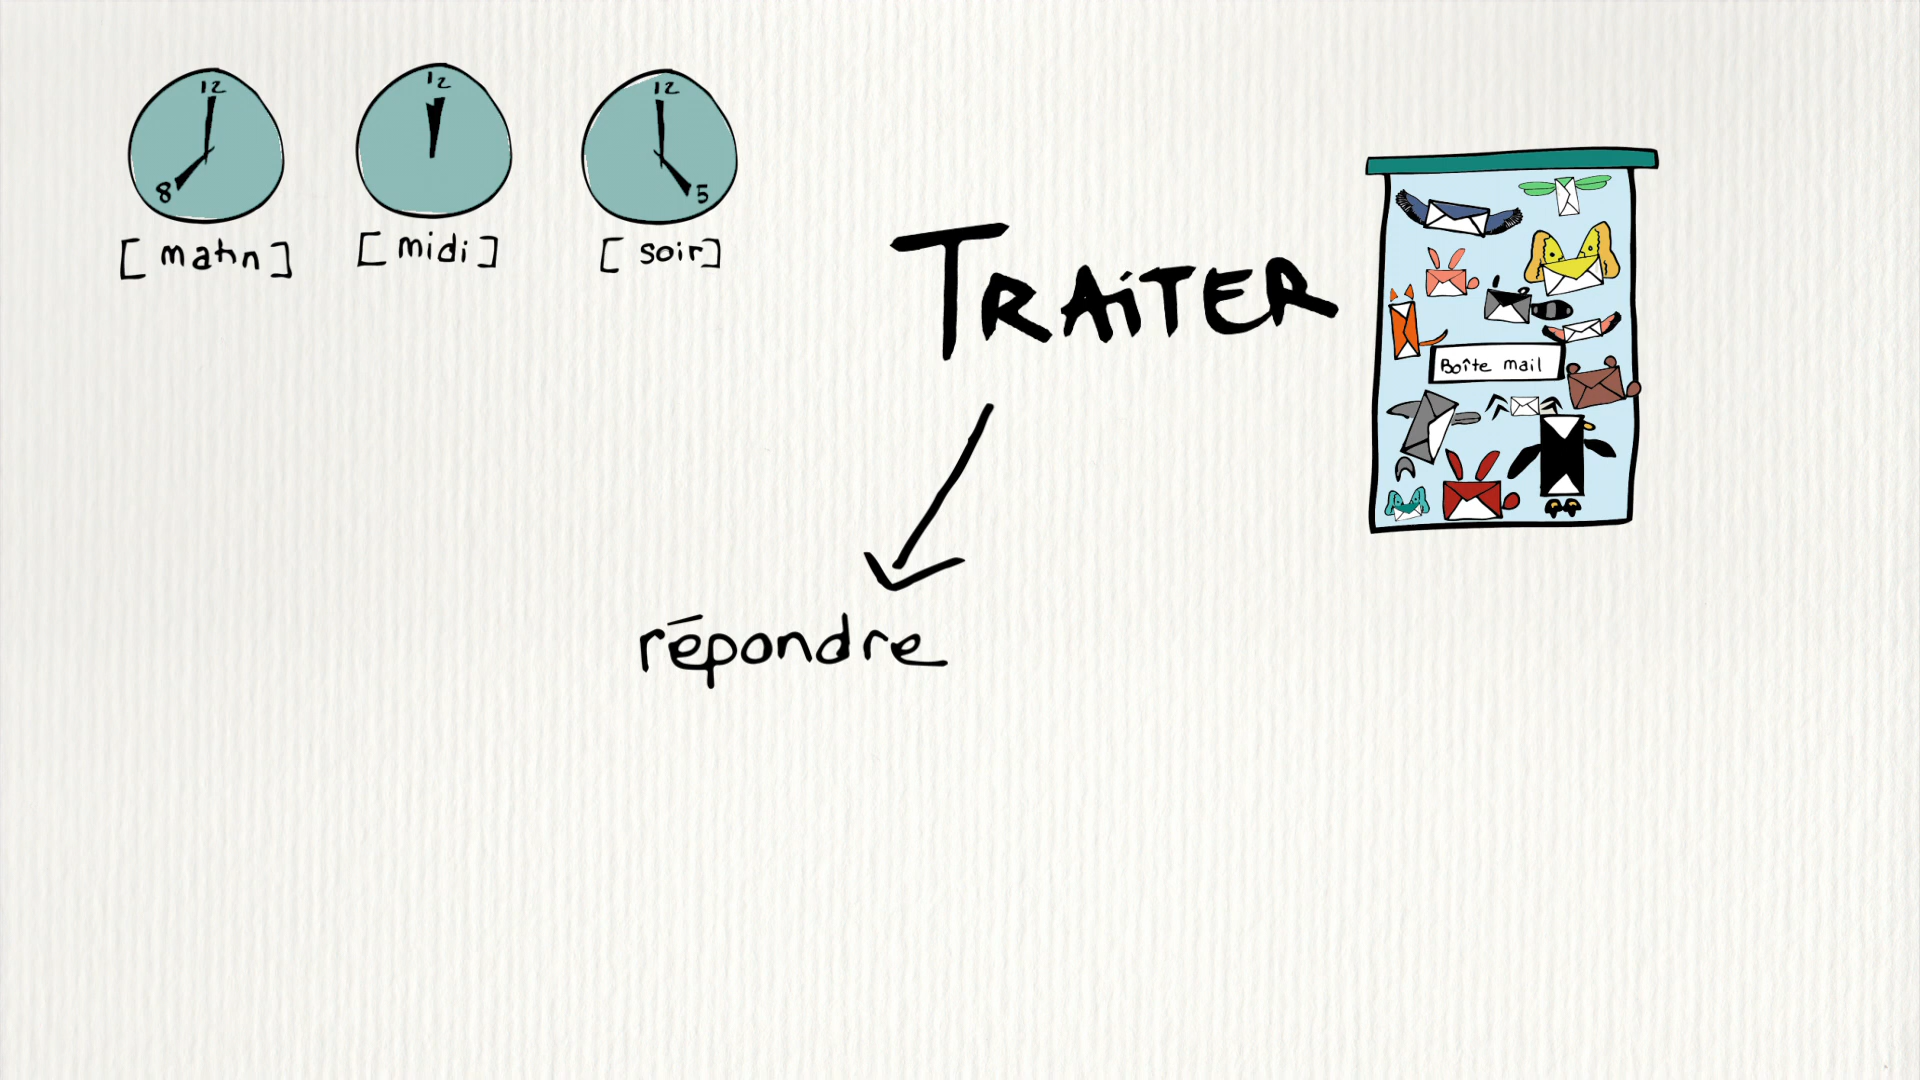 12
8
[matin]
12
[midi]
12
5
[soir]
TRAiTER
Boîte mail
répondre